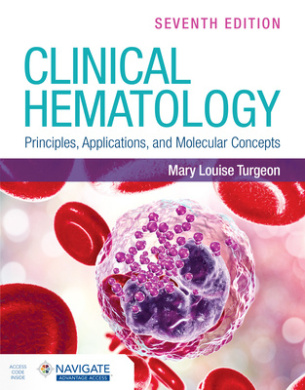 SEVENTH EDITION
CLINICAL
HEMATOLOGY
Principles, Applications, and Molecular Concepts
Mary Louise Turgeon
ACCESS
CODE
INSIDE
NAVIGATE
ADVANTAGE ACCESS